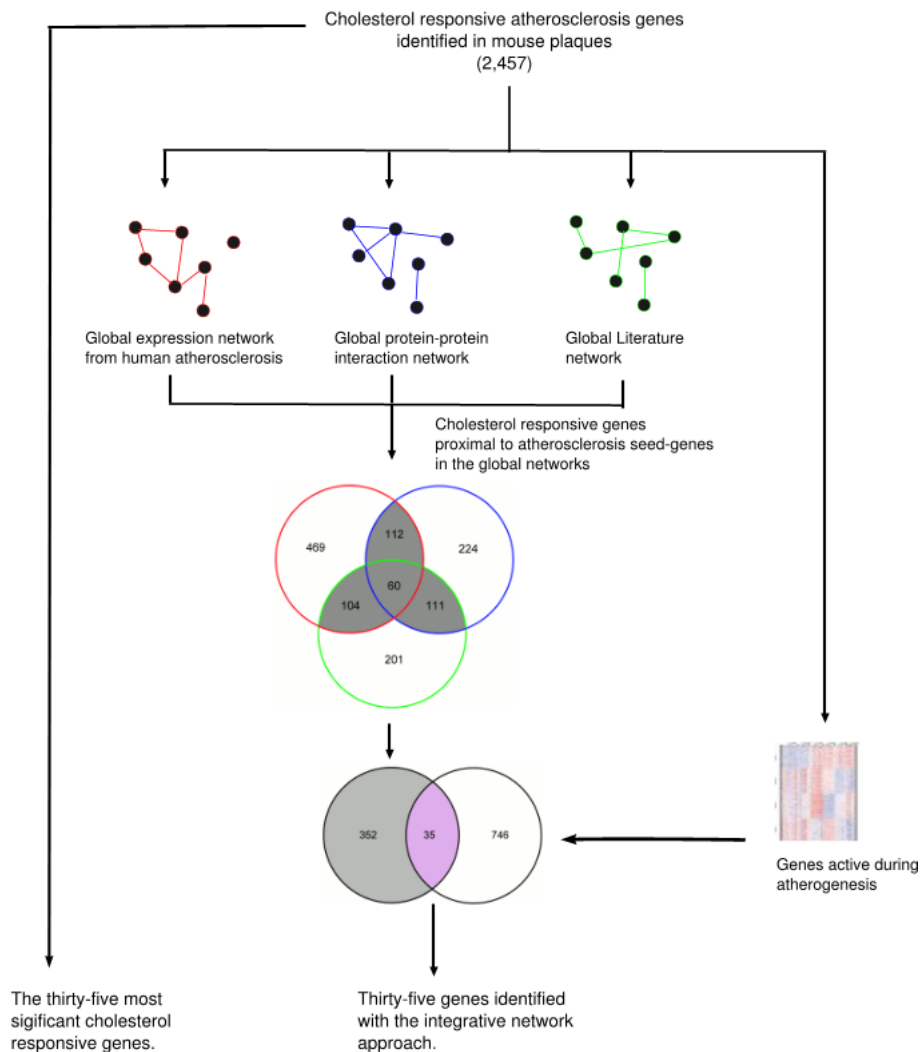 Cholesterol responsive atherosclerosis genes
identified in mouse plaques
(2,457)
Global expression network
from human atherosclerosis
Global protein-protein
interaction network
Global Literature
network
Cholesterol responsive genes
proximal to atherosclerosis seed-genes
in the global networks
469
112
224
60
104
111
201
352
35
746
Genes active during
atherogenesis
The thirty-five most
sigificant cholesterol
responsive genes.
Thirty-five genes identified
with the integrative network
approach.